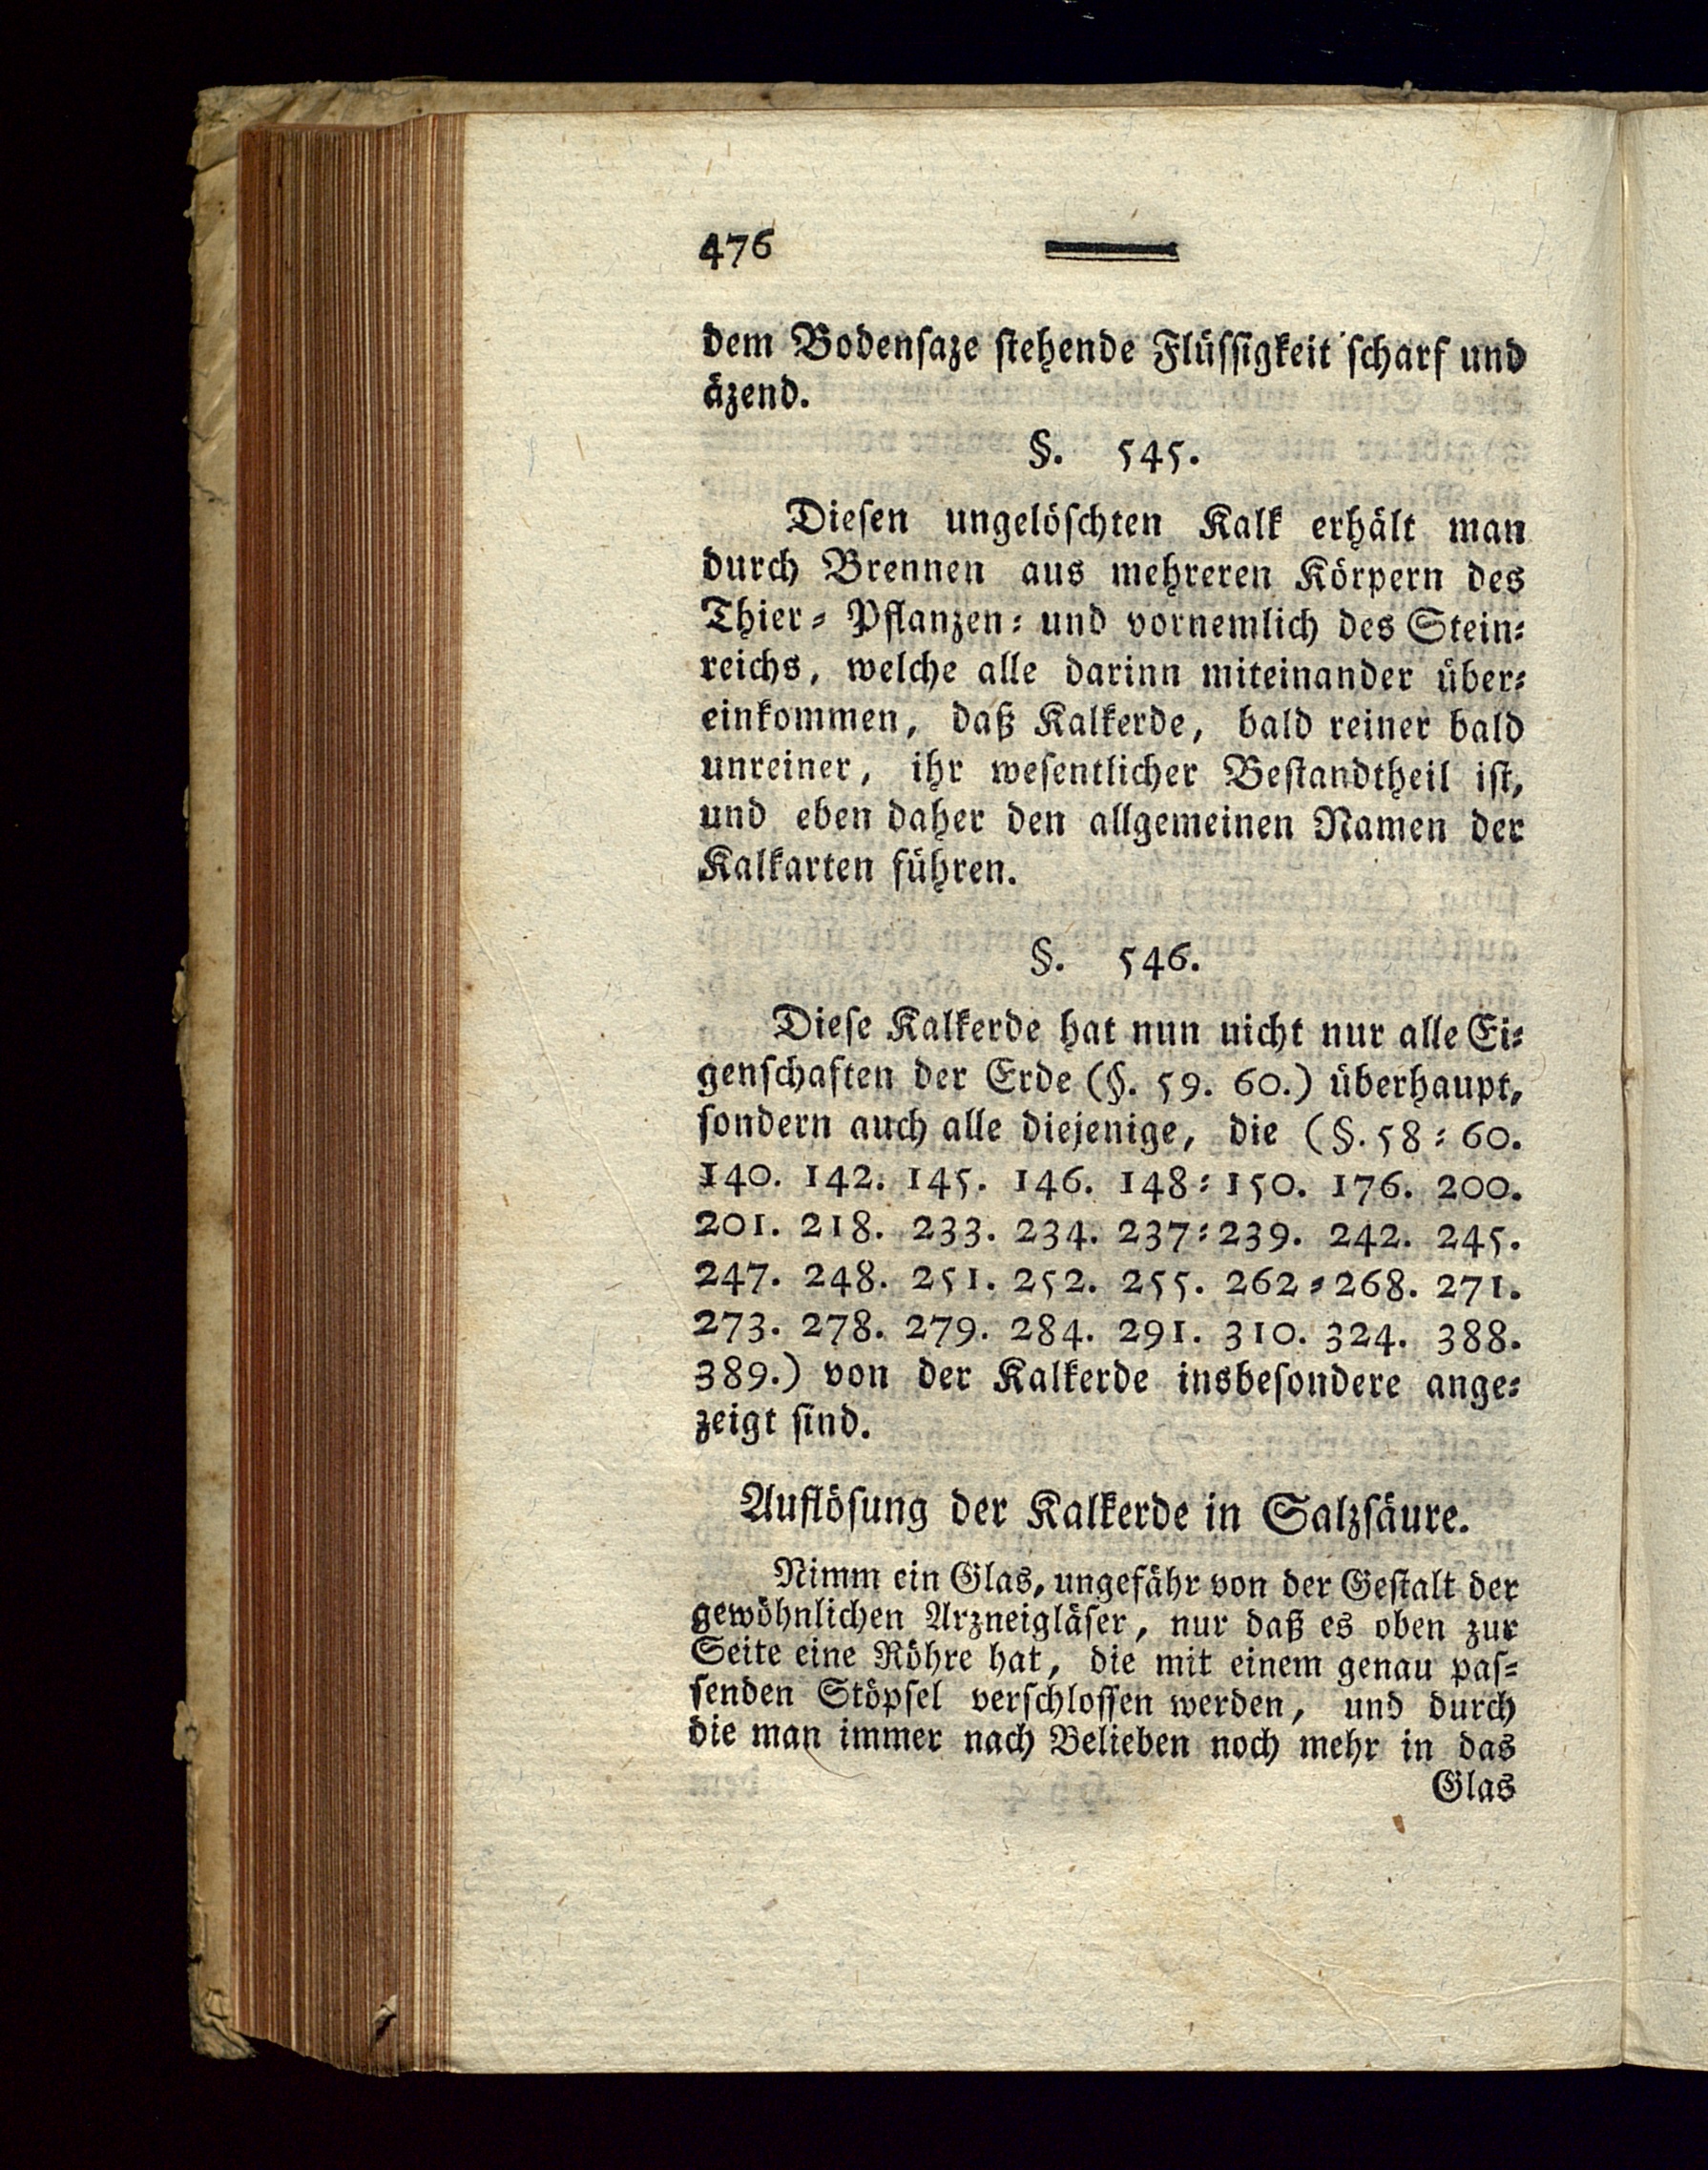 476
dem Bodensaze stehende Flüssigkeit scharf und
äzend.
§. 545.
Diesen ungelöschten Kalk erhält man
durch Brennen aus mehreren Körpern des
Thier- Pflanzen- und vornemlich des Stein-
reichs, welche alle darinn miteinander über-
einkommen, daß Kalkerde, bald reiner bald
unreiner, ihr wesentlicher Bestandtheil ist,
und eben daher den allgemeinen Namen der
Kalkarten führen.
§. 546.
Diese Kalkerde hat nun nicht nur alle Ei-
genschaften der Erde (§. 59. 60.) überhaupt,
sondern auch alle diejenige, die (§. 58-60.
140. 142. 145. 146. 148-150. 176. 200.
201. 218. 233. 234. 237-239. 242. 245.
247. 248. 251. 252. 255. 262-268. 271.
273. 278. 279. 284. 291. 310. 324. 388.
389.) von der Kalkerde insbesondere ange-
zeigt sind.
Auflösung der Kalkerde in Salzsäure.
Nimm ein Glas, ungefähr von der Gestalt der
gewöhnlichen Arzneigläser, nur daß es oben zur
Seite eine Röhre hat, die mit einem genau pas-
senden Stöpsel verschlossen werden, und durch
die man immer nach Belieben noch mehr in das
Glas